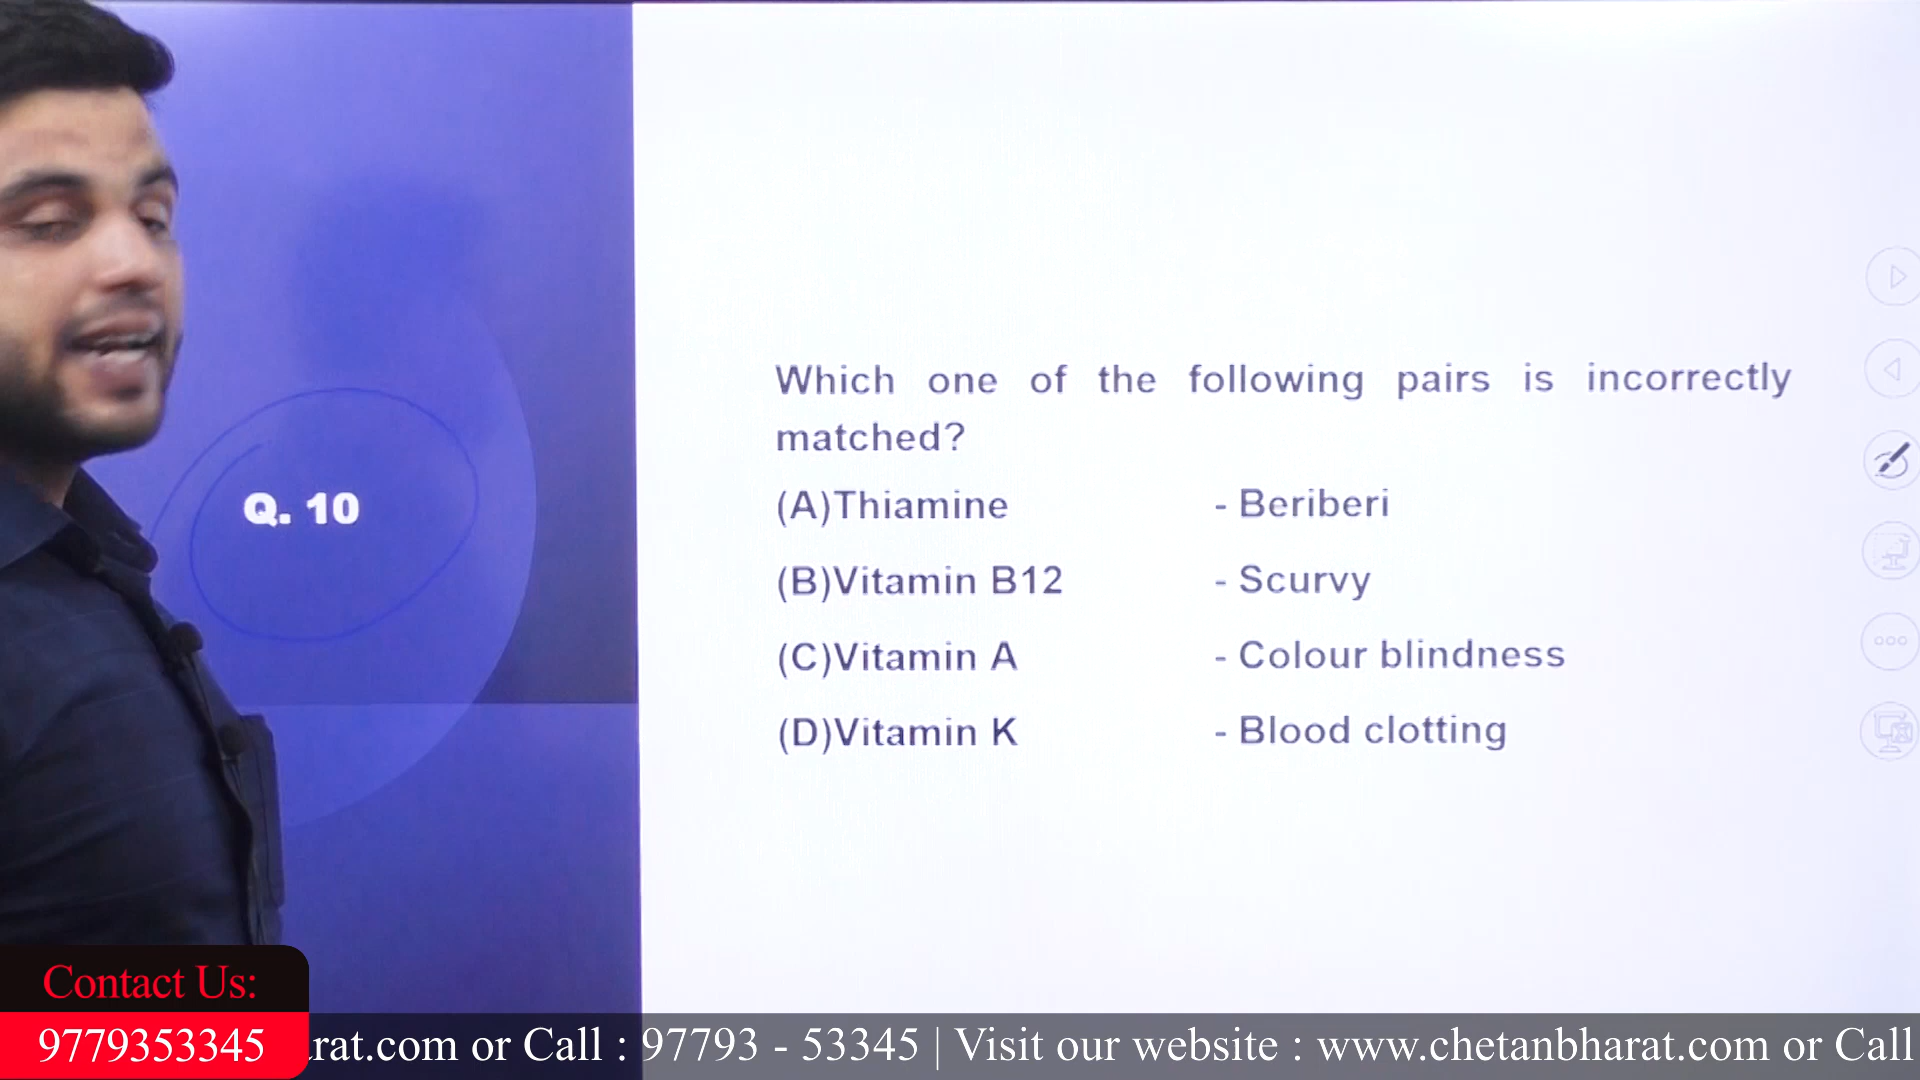 Q. 10
Which one of the following pairs is incorrectly
matched?
(A)Thiamine - Beriberi
(B)Vitamin B12 - Scurvy
(C)Vitamin A - Colour blindness
(D)Vitamin K - Blood clotting
Contact Us:
9779353345
rat.com or Call : 97793 - 53345 | Visit our website : www.chetanbharat.com or Call